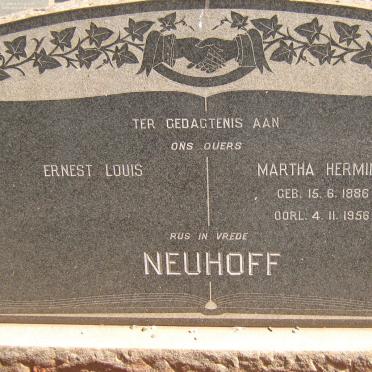 TER GEDAGTENIS AAN
ONS OUERS
ERNEST LOUIS
MARTHA
GEB. 15. 6. 1886
OORL. 4. 11. 1956
RUS IN VREDE
NEUHOFF